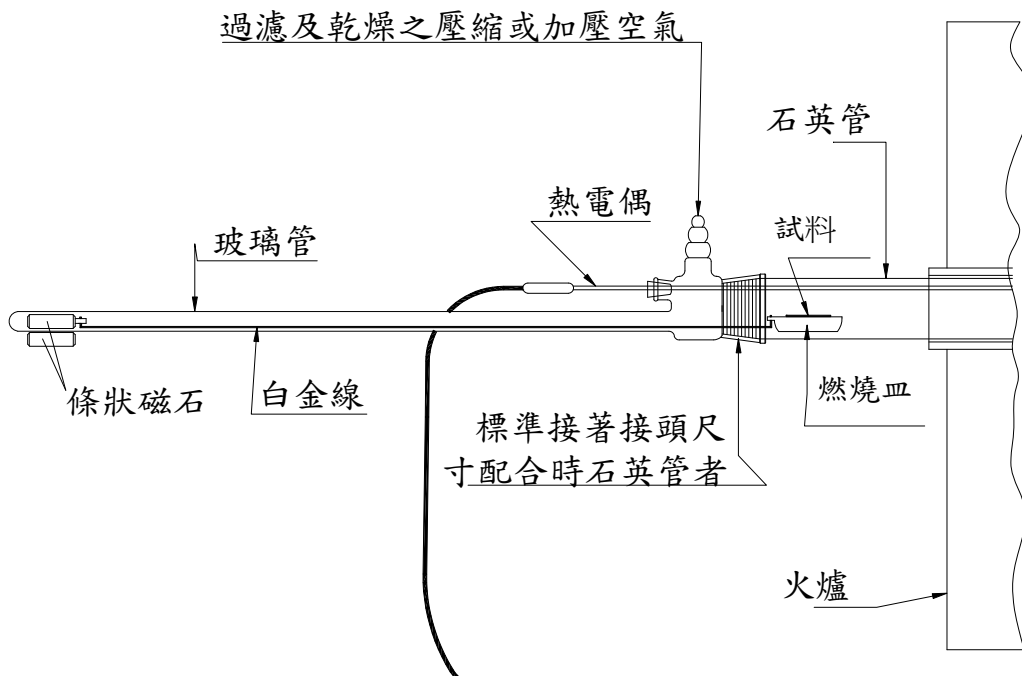 過濾及乾燥之壓縮或加壓空氣
石英管
熱電偶
試料
玻璃管
條狀磁石
白金線
燃燒皿
標準接著接頭尺
寸配合時石英管者
火爐